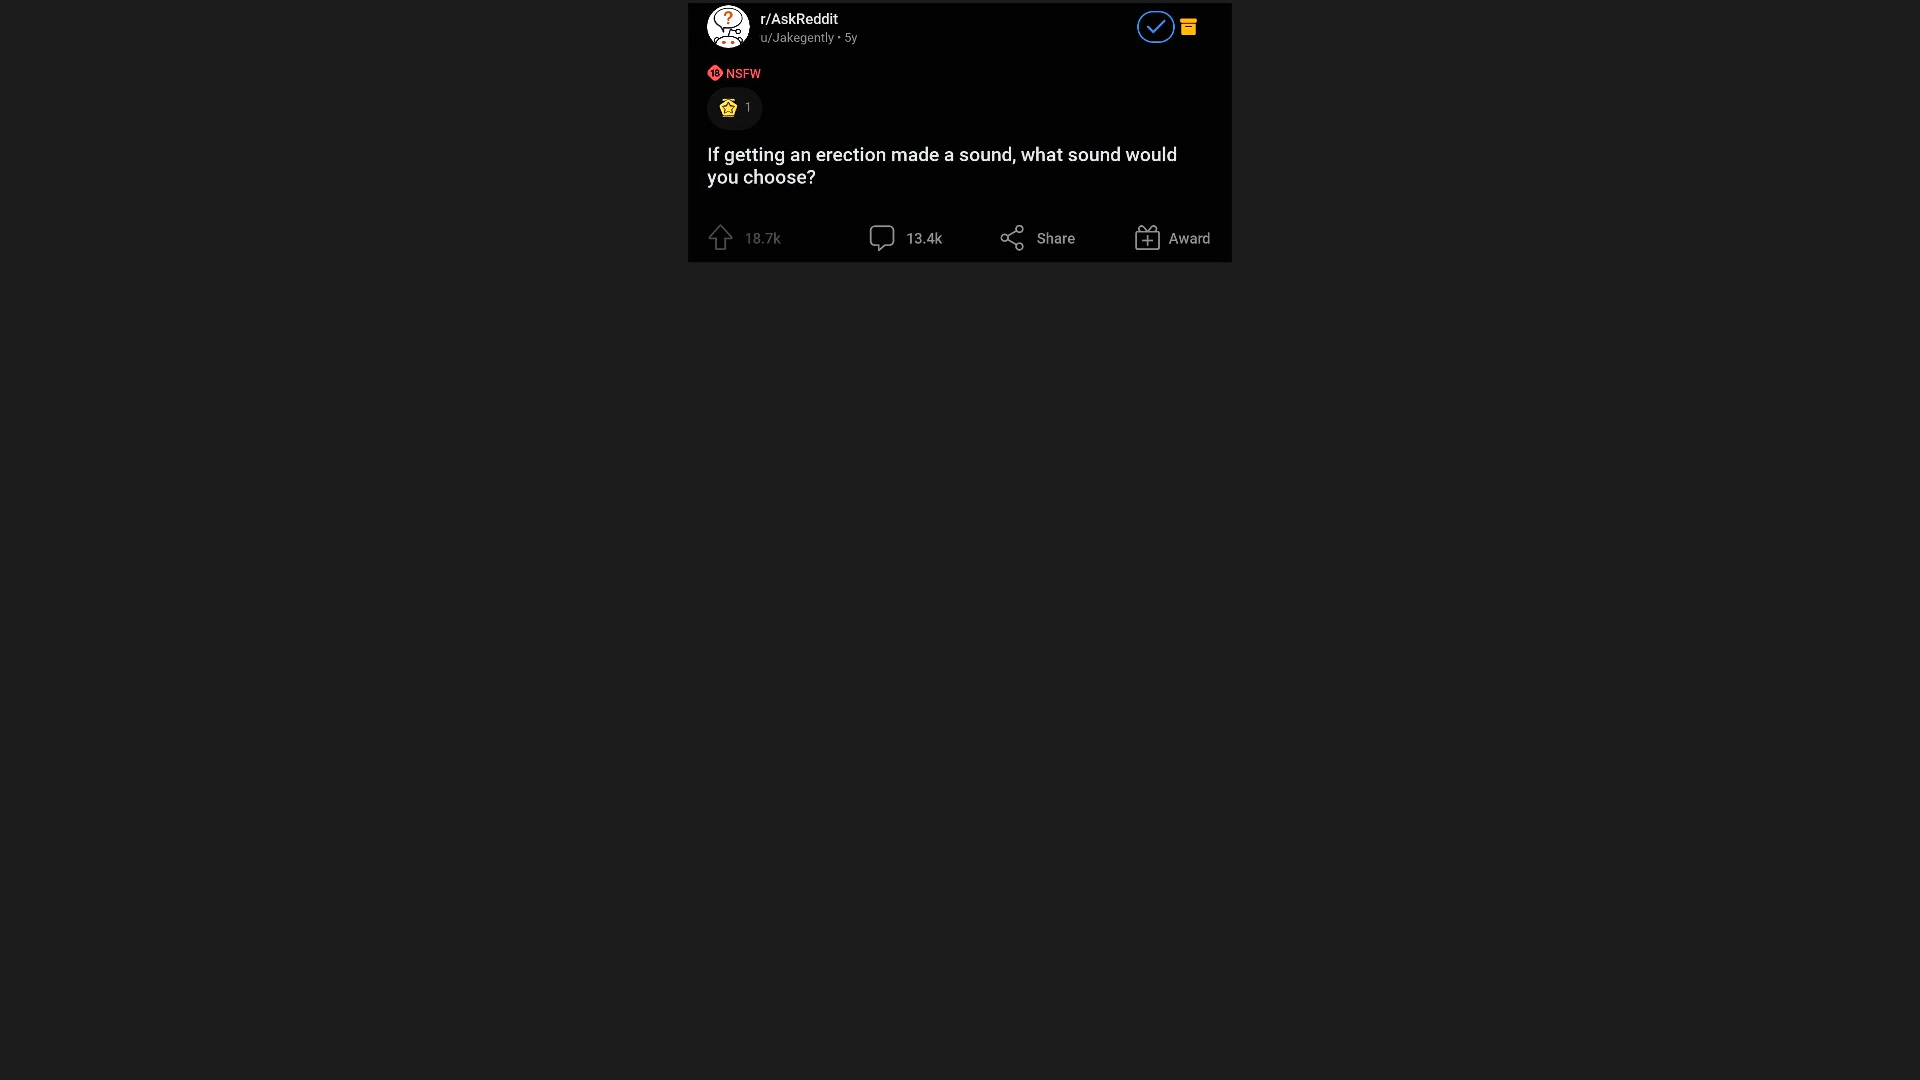 r/AskReddit
u/Jakegently • 5y
18 NSFW
1
If getting an erection made a sound, what sound would
you choose?
18.7k 13.4k Share Award